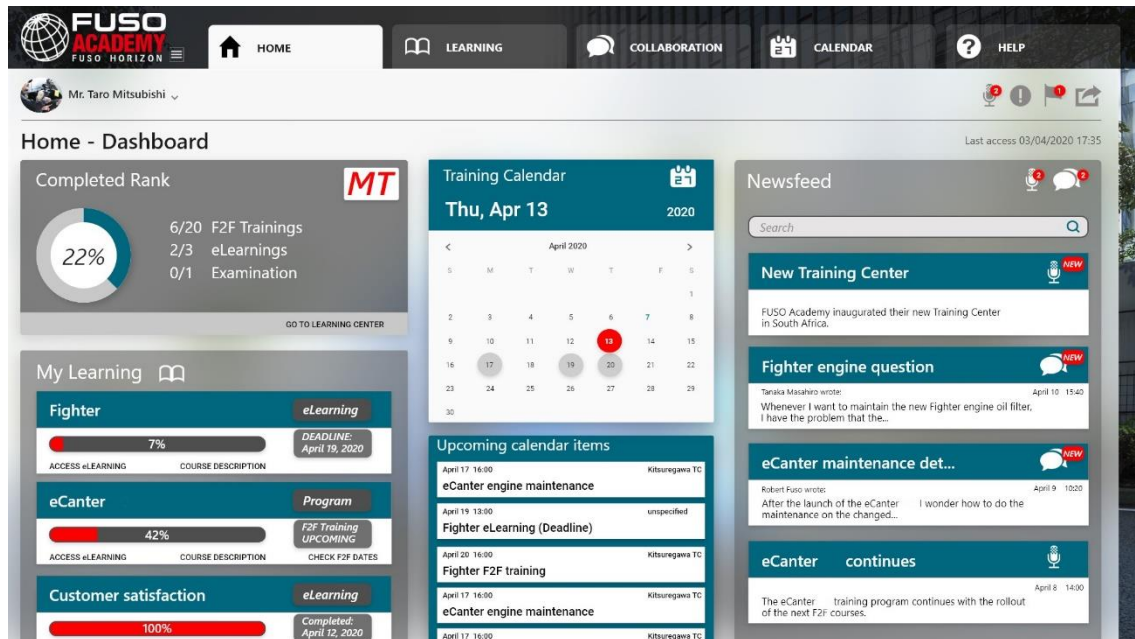 FUSO
ACADEMY
FUSO HORIZON
HOME
LEARNING
COLLABORATION
27
CALENDAR
? HELP
Mr. Taro Mitsubishi
2
1
Home - Dashboard
Last access 03/04/2020 17:35
Completed Rank
MT
22%
6/20 F2F Trainings
2/3 eLearnings
0/1 Examination
GO TO LEARNING CENTER
My Learning
Fighter
eLearning
7%
DEADLINE:
April 19, 2020
ACCESS eLEARNING
COURSE DESCRIPTION
eCanter
Program
42%
F2F Training
UPCOMING
ACCESS eLEARNING
COURSE DESCRIPTION
CHECK F2F DATES
Customer satisfaction
eLearning
100%
Completed:
April 12, 2020
Training Calendar
27
Thu, Apr 13
2020
< April 2020 >
S M T W T F S
1
2 3 4 5 6 7 8
9 10 11 12 13 14 15
16 17 18 19 20 21 22
23 24 25 26 27 28 29
30
Upcoming calendar items
April 17 16:00 Kitsuregawa TC
eCanter engine maintenance
April 19 13:00 unspecified
Fighter eLearning (Deadline)
April 20 16:00 Kitsuregawa TC
Fighter F2F training
April 17 16:00 Kitsuregawa TC
eCanter engine maintenance
April 17 16:00 Kitsuregawa TC
Newsfeed
2
2
Search
New Training Center
NEW
FUSO Academy inaugurated their new Training Center
in South Africa.
Fighter engine question
NEW
Tanaka Masahiro wrote: April 10 15:40
Whenever I want to maintain the new Fighter engine oil filter,
I have the problem that the...
eCanter maintenance det...
NEW
Robert Fuso wrote: April 9 10:20
After the launch of the eCanter I wonder how to do the
maintenance on the changed...
eCanter continues
April 8 14:00
The eCanter training program continues with the rollout
of the next F2F courses.